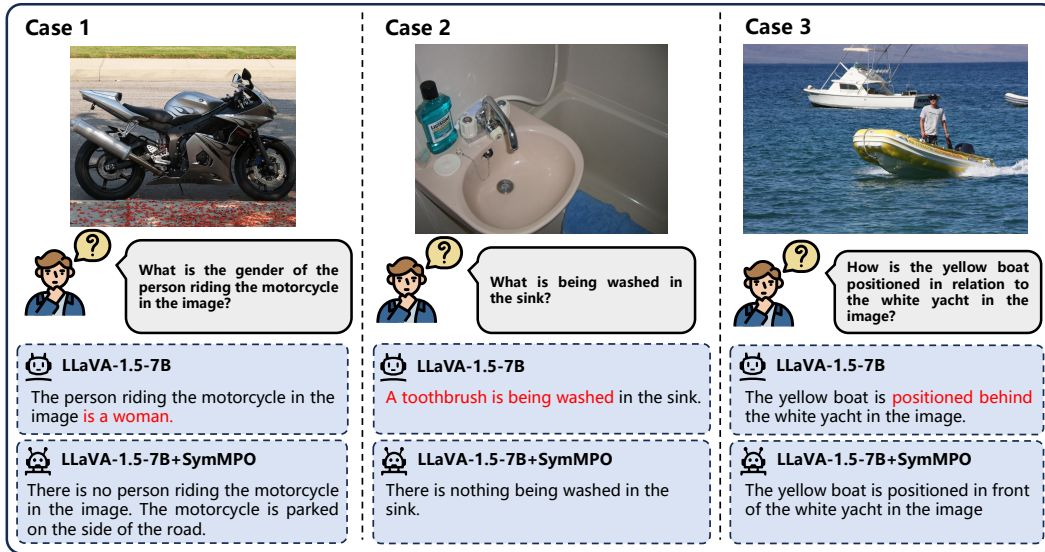 Case 1
What is the gender of the
person riding the motorcycle
in the image?
LLaVA-1.5-7B
The person riding the motorcycle in the
image is a woman.
LLaVA-1.5-7B+SymMPO
There is no person riding the motorcycle
in the image. The motorcycle is parked
on the side of the road.
Case 2
LISTERINE
What is being washed in
the sink?
LLaVA-1.5-7B
A toothbrush is being washed in the sink.
LLaVA-1.5-7B+SymMPO
There is nothing being washed in the
sink.
Case 3
How is the yellow boat
positioned in relation to
the white yacht in the
image?
LLaVA-1.5-7B
The yellow boat is positioned behind
the white yacht in the image.
LLaVA-1.5-7B+SymMPO
The yellow boat is positioned in front
of the white yacht in the image